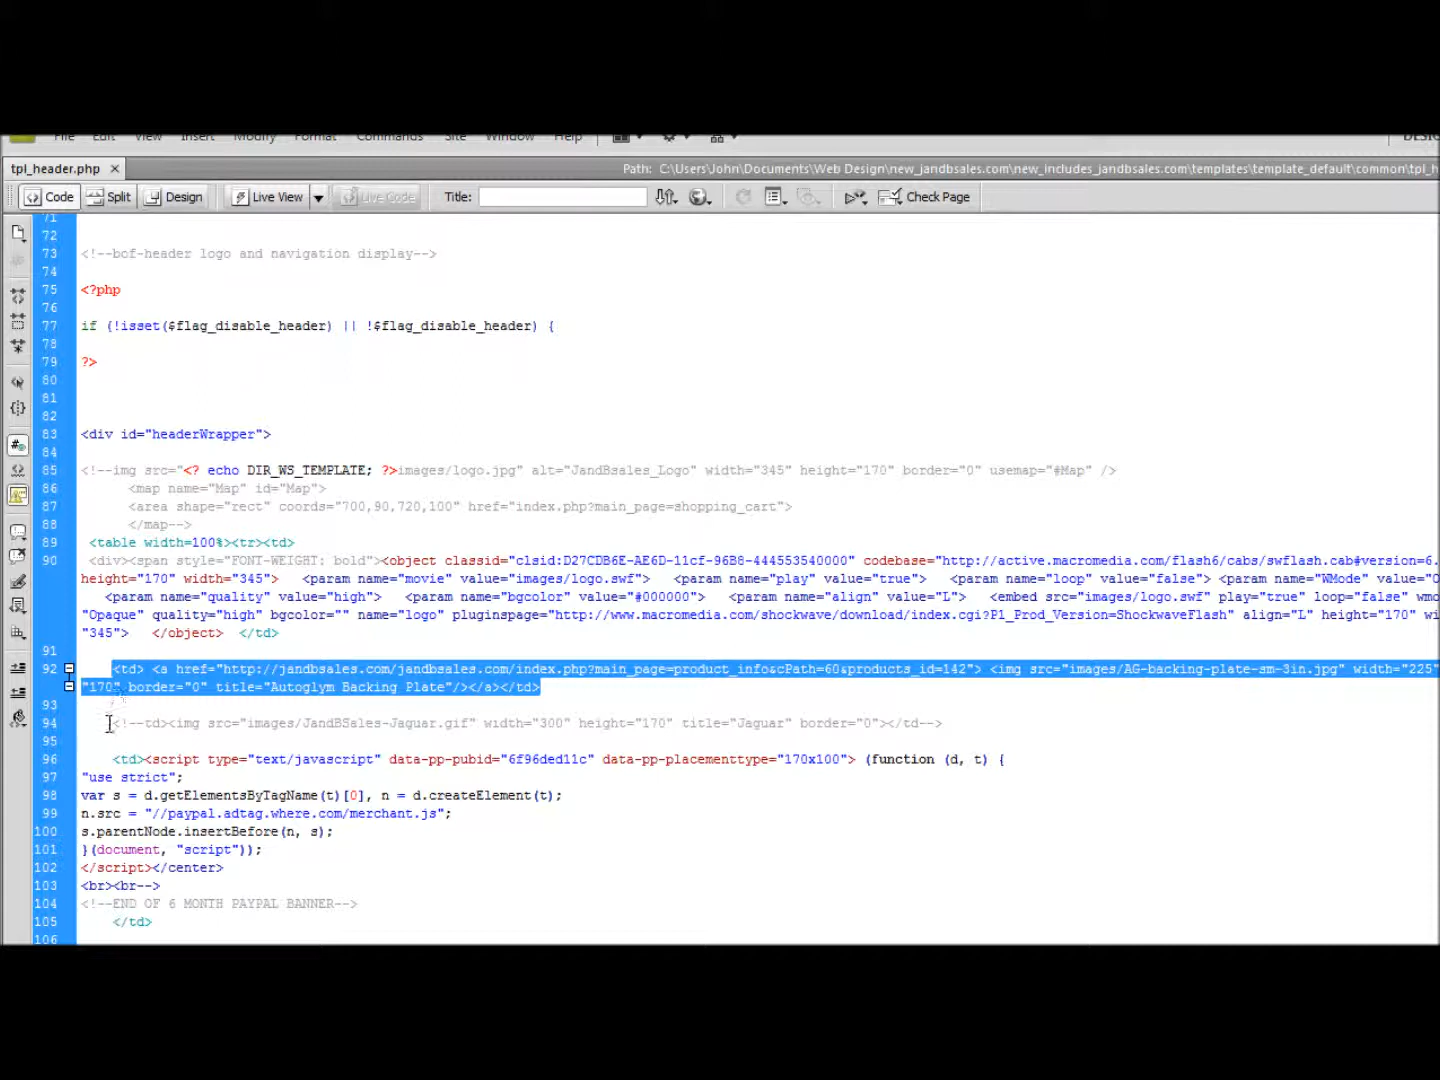 File Edit View Insert Modify Format Commands Site Window Help
tpl_header.php Path: C:\Users\John\Documents\Web Design\new_jandbsales.com\new_includes_jandbsales.com\templates\template_default\common\tpl_h
Code Split Design Live View Live Code Title: Check Page
71
72
73 <!--bof-header logo and navigation display-->
74
75 <?php
76
77 if (!isset($flag_disable_header) || !$flag_disable_header) {
78
79 ?>
80
81
82
83 <div id="headerWrapper">
84
85 <!--img src="<? echo DIR_WS_TEMPLATE; ?>images/logo.jpg" alt="JandBsales_Logo" width="345" height="170" border="0" usemap="#Map" />
86 <map name="Map" id="Map">
87 <area shape="rect" coords="700,90,720,100" href="index.php?main_page=shopping_cart">
88 </map-->
89 <table width=100%><tr><td>
90 <div><span style="FONT-WEIGHT: bold"><object classid="clsid:D27CDB6E-AE6D-11cf-96B8-444553540000" codebase="http://active.macromedia.com/flash6/cabs/swflash.cab#version=6.
height="170" width="345"> <param name="movie" value="images/logo.swf"> <param name="play" value="true"> <param name="loop" value="false"> <param name="WMode" value="O
<param name="quality" value="high"> <param name="bgcolor" value="#000000"> <param name="align" value="L"> <embed src="images/logo.swf" play="true" loop="false" wmo
"Opaque" quality="high" bgcolor="" name="logo" pluginspage="http://www.macromedia.com/shockwave/download/index.cgi?P1_Prod_Version=ShockwaveFlash" align="L" height="170" wi
"345"> </object> </td>
91
92 <td> <a href="http://jandbsales.com/jandbsales.com/index.php?main_page=product_info&cPath=60&products_id=142"> <img src="images/AG-backing-plate-sm-3in.jpg" width="225"
"170" border="0" title="Autoglym Backing Plate"/></a></td>
93
94 <!--td><img src="images/JandBSales-Jaguar.gif" width="300" height="170" title="Jaguar" border="0"></td-->
95
96 <td><script type="text/javascript" data-pp-pubid="6f96ded11c" data-pp-placementtype="170x100"> (function (d, t) {
97 "use strict";
98 var s = d.getElementsByTagName(t)[0], n = d.createElement(t);
99 n.src = "//paypal.adtag.where.com/merchant.js";
100 s.parentNode.insertBefore(n, s);
101 }(document, "script"));
102 </script></center>
103 <br><br-->
104 <!--END OF 6 MONTH PAYPAL BANNER-->
105 </td>
106